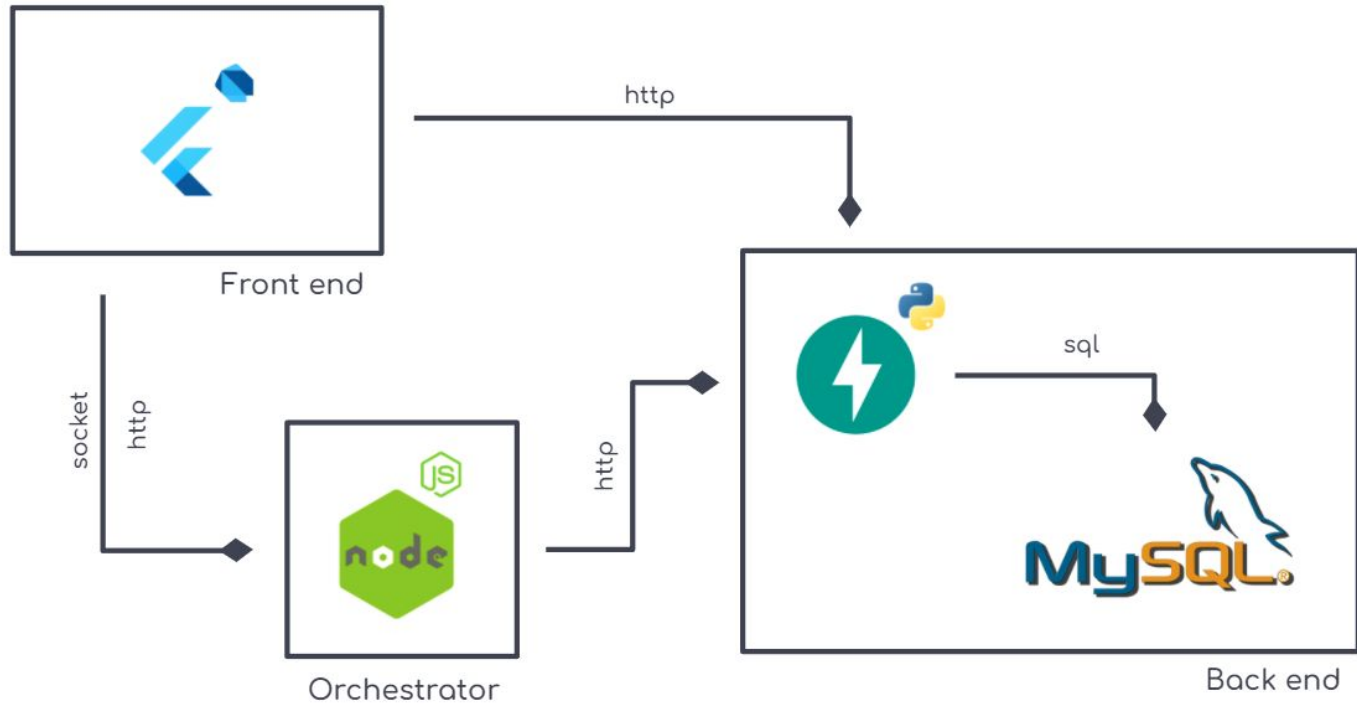 http
Front end
socket
http
http
sql
JS
node
MySQL®
Orchestrator
Back end